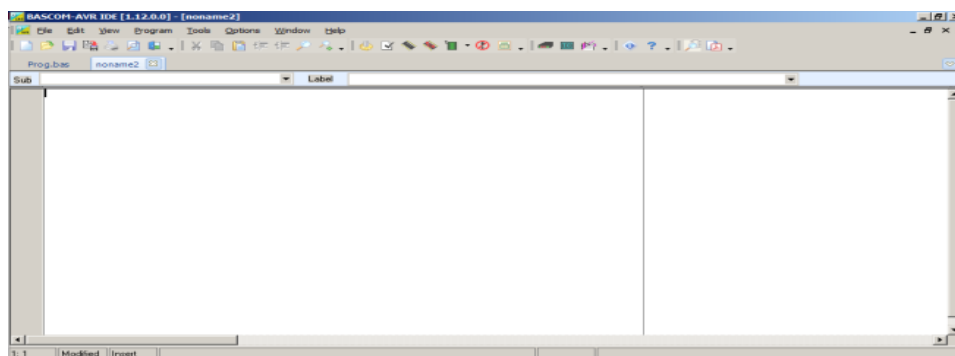 BASCOM-AVR IDE [1.12.0.0] - [noname2]
File Edit View Program Tools Options Window Help
Prog.bas noname2
Sub Label
1: 1 Modified Insert